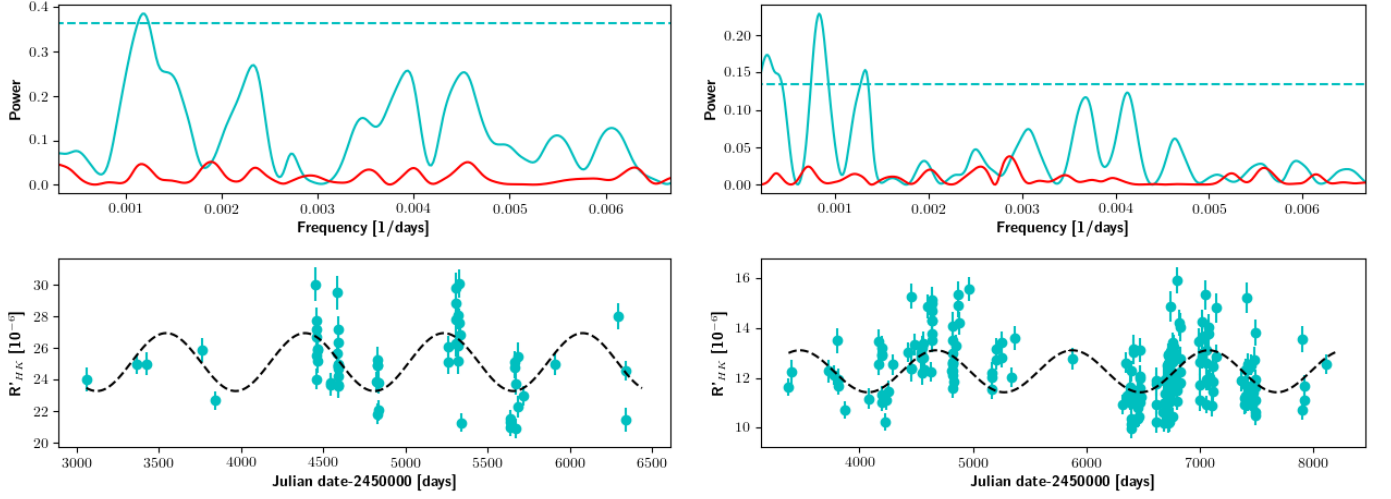 0.4
0.3
0.2
0.1
0.0
Power
0.001 0.002 0.003 0.004 0.005 0.006
Frequency [1/days]
0.20
0.15
0.10
0.05
0.00
Power
0.001 0.002 0.003 0.004 0.005 0.006
Frequency [1/days]
30
28
26
24
22
20
R'HK [10⁻⁶]
3000 3500 4000 4500 5000 5500 6000 6500
Julian date-2450000 [days]
16
14
12
10
R'HK [10⁻⁶]
4000 5000 6000 7000 8000
Julian date-2450000 [days]